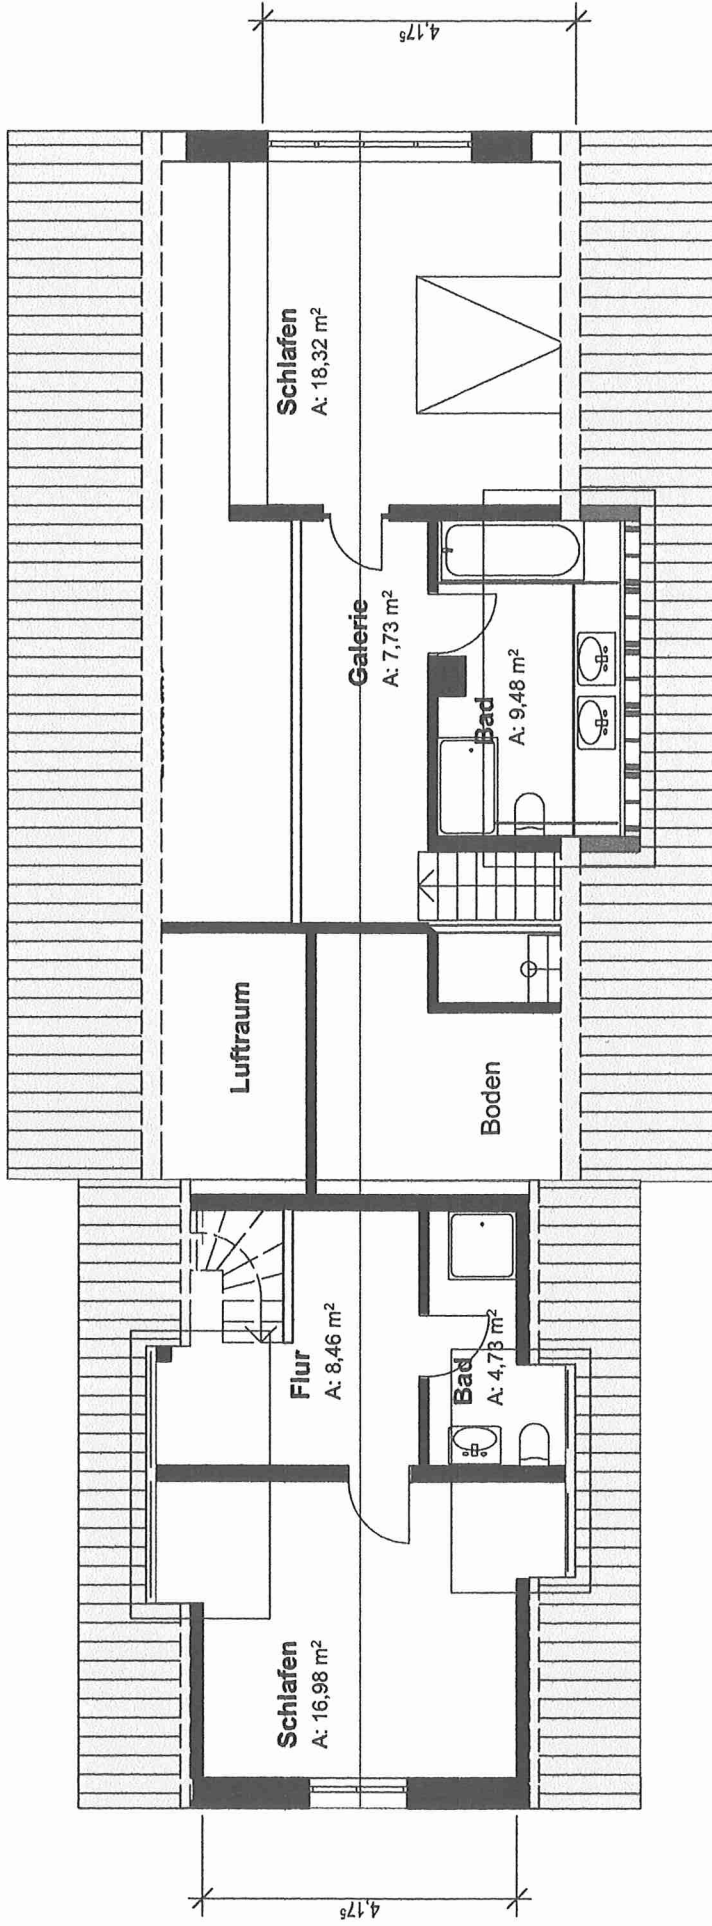 4,17⁵
Schlafen
A: 18,32 m²
Galerie
A: 7,73 m²
Bad
A: 9,48 m²
Luftraum
Boden
Flur
A: 8,46 m²
Bad
A: 4,73 m²
Schlafen
A: 16,98 m²
4,17⁵